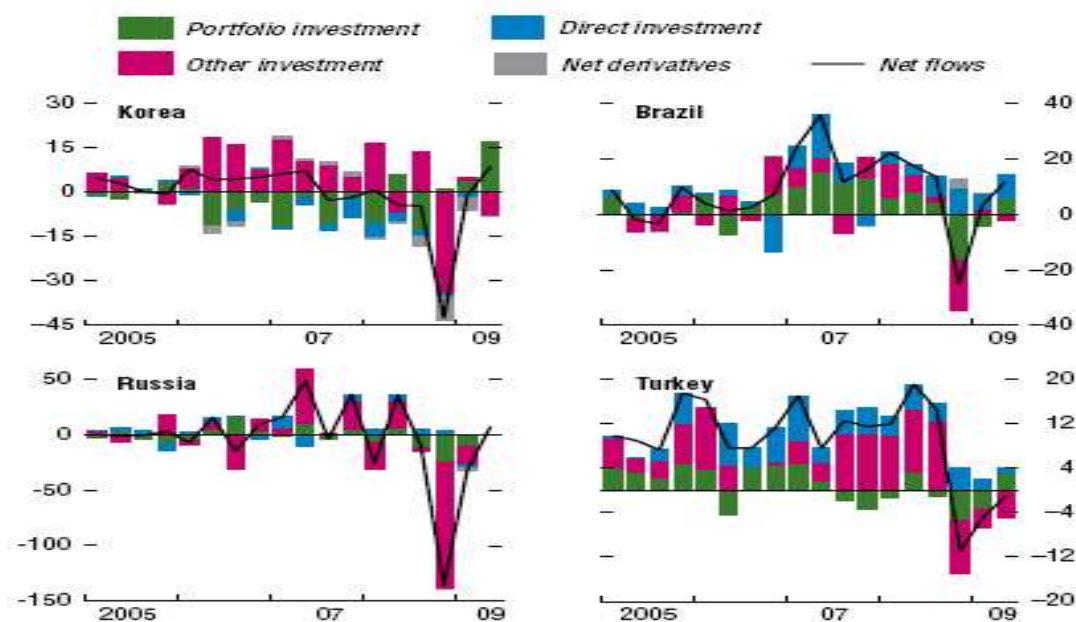 Portfolio investment Direct investment
Other investment Net derivatives Net flows
30 Korea Brazil 40
15 20
0 0
–15
–30 –20
–45 –40
2005 07 09 2005 07 09
50 Russia Turkey 20
0 12
–50 4
–4
-100 –12
-150 –20
2005 07 09 2005 07 09